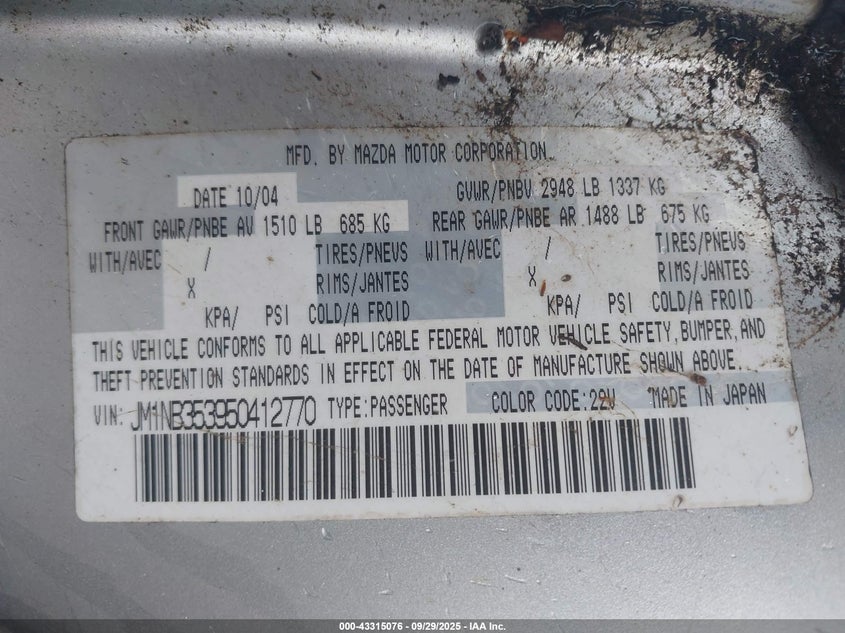 MFD. BY MAZDA MOTOR CORPORATION
DATE 10/04 GVWR/PNBV 2948 LB 1337 KG
FRONT GAWR/PNBE AV 1510 LB 685 KG REAR GAWR/PNBE AR 1488 LB 675 KG
WITH/AVEC / TIRES/PNEUS WITH/AVEC / TIRES/PNEUS
X RIMS/JANTES X RIMS/JANTES
KPA/ PSI COLD/A FROID KPA/ PSI COLD/A FROID
THIS VEHICLE CONFORMS TO ALL APPLICABLE FEDERAL MOTOR VEHICLE SAFETY,BUMPER,AND
THEFT PREVENTION STANDARDS IN EFFECT ON THE DATE OF MANUFACTURE SHOWN ABOVE.
VIN: JM1NB353950412770 TYPE:PASSENGER COLOR CODE:22V MADE IN JAPAN
000-43315076 - 09/29/2025 - IAA Inc.